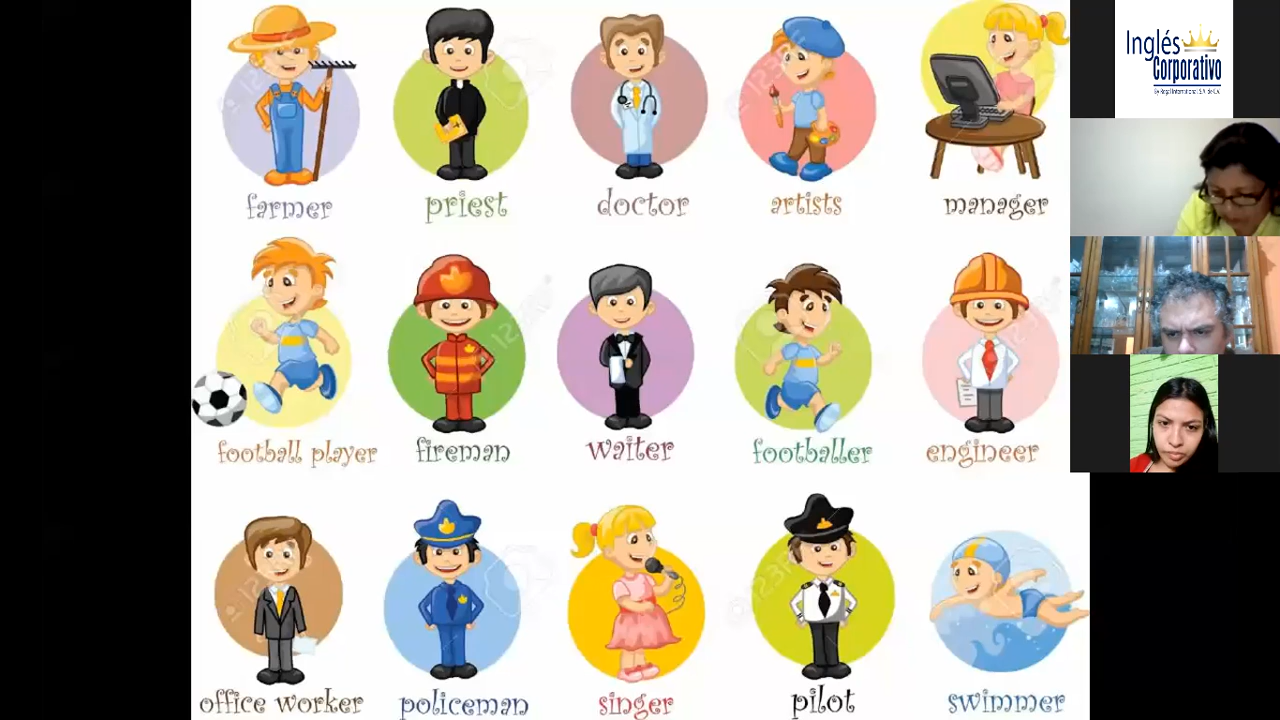 farmer priest doctor artists manager
football player fireman waiter footballer engineer
office worker policeman singer pilot swimmer
Inglés
Corporativo